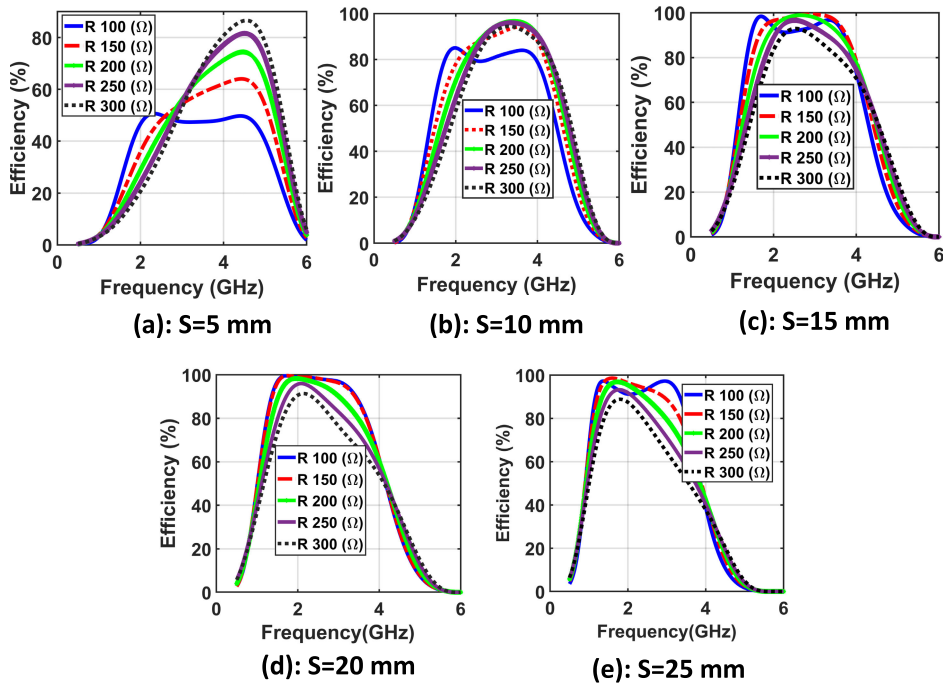 Efficiency (%)
80
60
40
20
0
R 100 (Ω)
R 150 (Ω)
R 200 (Ω)
R 250 (Ω)
R 300 (Ω)
0 2 4 6
Frequency (GHz)
(a): S=5 mm
Efficiency (%)
100
80
60
40
20
0
R 100 (Ω)
R 150 (Ω)
R 200 (Ω)
R 250 (Ω)
R 300 (Ω)
0 2 4 6
Frequency (GHz)
(b): S=10 mm
Efficiency (%)
100
80
60
40
20
0
R 100 (Ω)
R 150 (Ω)
R 200 (Ω)
R 250 (Ω)
R 300 (Ω)
0 2 4 6
Frequency (GHz)
(c): S=15 mm
Efficiency (%)
100
80
60
40
20
0
R 100 (Ω)
R 150 (Ω)
R 200 (Ω)
R 250 (Ω)
R 300 (Ω)
0 2 4 6
Frequency(GHz)
(d): S=20 mm
Efficiency (%)
100
80
60
40
20
0
R 100 (Ω)
R 150 (Ω)
R 200 (Ω)
R 250 (Ω)
R 300 (Ω)
0 2 4 6
Frequency(GHz)
(e): S=25 mm